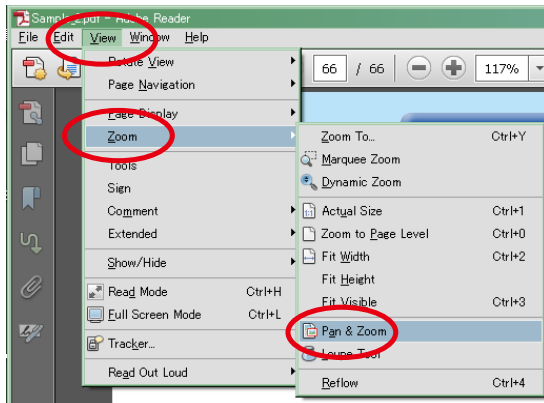 Sample_2.pdf - Adobe Reader
File Edit View Window Help
66 / 66 117%
Rotate View
Page Navigation
Page Display
Zoom
Tools
Sign
Comment
Extended
Show/Hide
Read Mode Ctrl+H
Full Screen Mode Ctrl+L
Tracker...
Read Out Loud
Zoom To... Ctrl+Y
Marquee Zoom
Dynamic Zoom
Actual Size Ctrl+1
Zoom to Page Level Ctrl+0
Fit Width Ctrl+2
Fit Height
Fit Visible Ctrl+3
Pan & Zoom
Loupe Tool
Reflow Ctrl+4